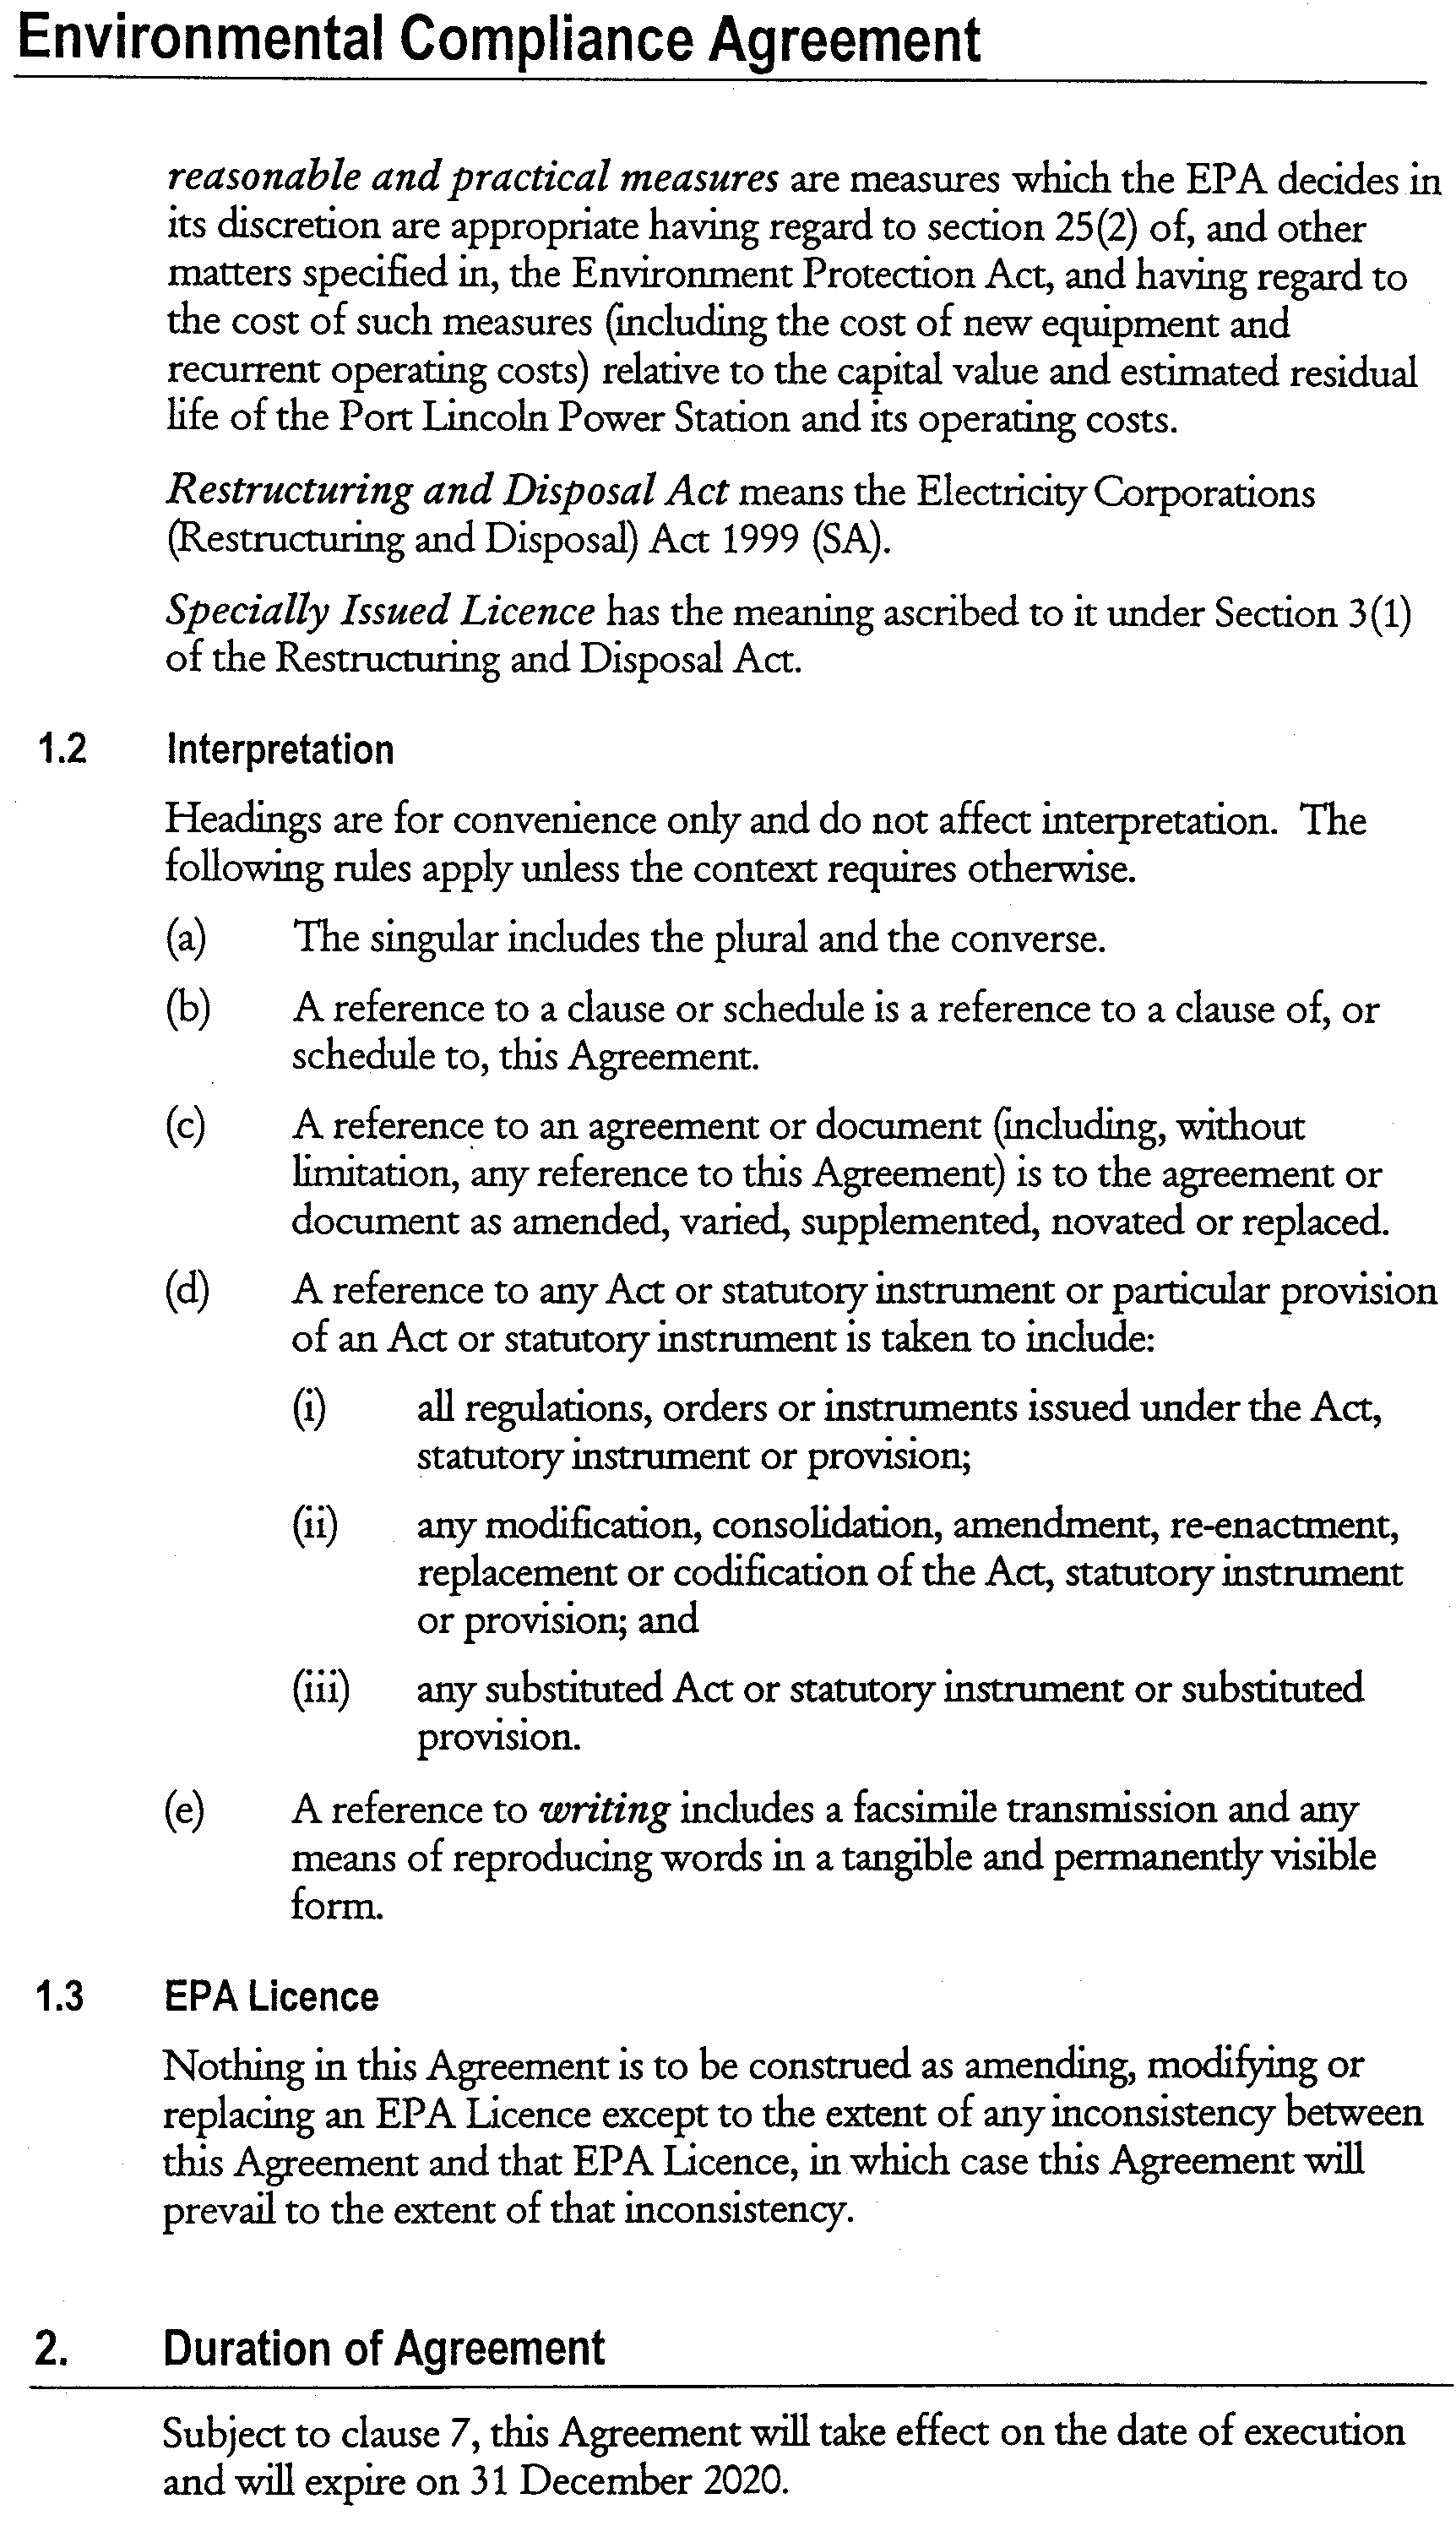 Environmental Compliance Agreement
reasonable and practical measures are measures which the EPA decides in
its discretion are appropriate having regard to section 25(2) of, and other
matters specified in, the Environment Protection Act, and having regard to
the cost of such measures (including the cost of new equipment and
recurrent operating costs) relative to the capital value and estimated residual
life of the Port Lincoln Power Station and its operating costs.
Restructuring and Disposal Act means the Electricity Corporations
(Restructuring and Disposal) Act 1999 (SA).
Specially Issued Licence has the meaning ascribed to it under Section 3(1)
of the Restructuring and Disposal Act.
1.2 Interpretation
Headings are for convenience only and do not affect interpretation. The
following rules apply unless the context requires otherwise.
(a) The singular includes the plural and the converse.
(b) A reference to a clause or schedule is a reference to a clause of, or
schedule to, this Agreement.
(c) A reference to an agreement or document (including, without
limitation, any reference to this Agreement) is to the agreement or
document as amended, varied, supplemented, novated or replaced.
(d) A reference to any Act or statutory instrument or particular provision
of an Act or statutory instrument is taken to include:
(i) all regulations, orders or instruments issued under the Act,
statutory instrument or provision;
(ii) any modification, consolidation, amendment, re-enactment,
replacement or codification of the Act, statutory instrument
or provision; and
(iii) any substituted Act or statutory instrument or substituted
provision.
(e) A reference to writing includes a facsimile transmission and any
means of reproducing words in a tangible and permanently visible
form.
1.3 EPA Licence
Nothing in this Agreement is to be construed as amending, modifying or
replacing an EPA Licence except to the extent of any inconsistency between
this Agreement and that EPA Licence, in which case this Agreement will
prevail to the extent of that inconsistency.
2. Duration of Agreement
Subject to clause 7, this Agreement will take effect on the date of execution
and will expire on 31 December 2020.